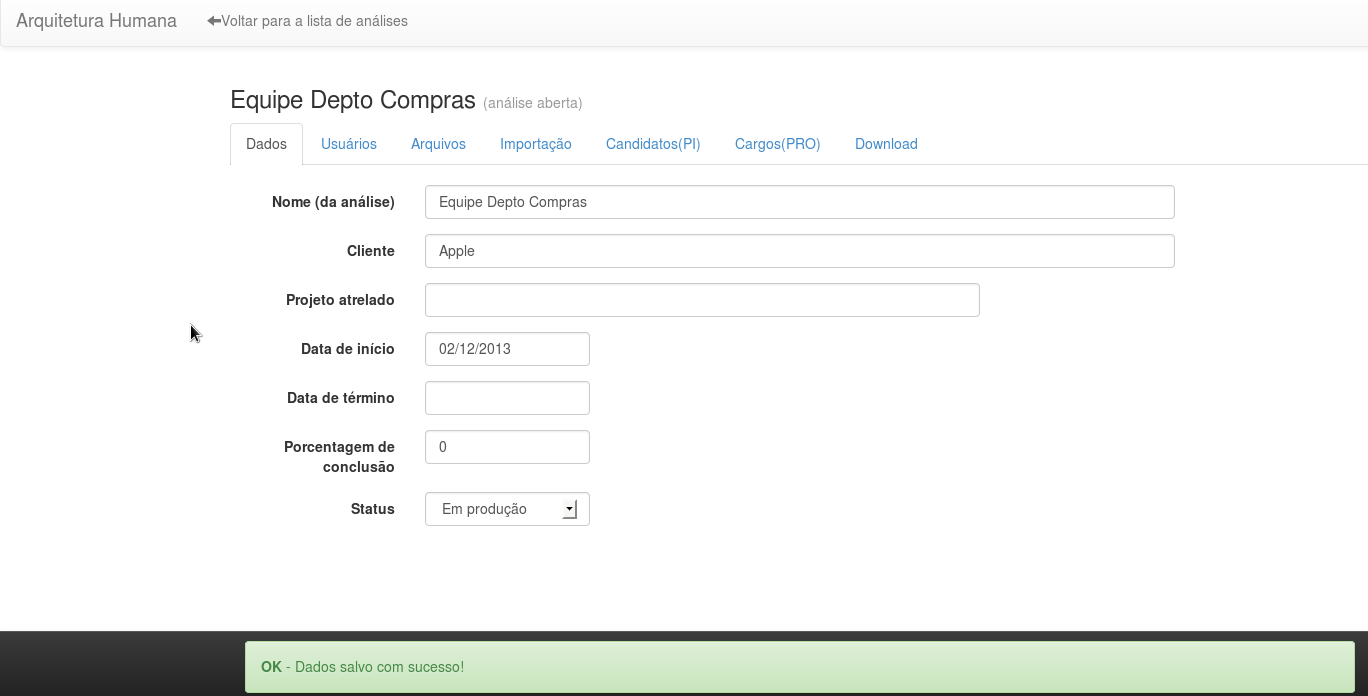 Arquitetura Humana Voltar para a lista de análises
Equipe Depto Compras (análise aberta)
Dados Usuários Arquivos Importação Candidatos(PI) Cargos(PRO) Download
Nome (da análise) Equipe Depto Compras
Cliente Apple
Projeto atrelado
Data de início 02/12/2013
Data de término
Porcentagem de 0
conclusão
Status Em produção
OK - Dados salvo com sucesso!